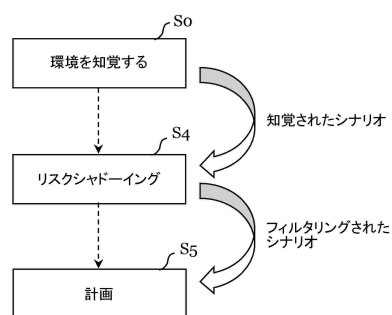 S0
環境を知覚する
知覚されたシナリオ
S4
リスクシャドーイング
フィルタリングされた
シナリオ
S5
計画